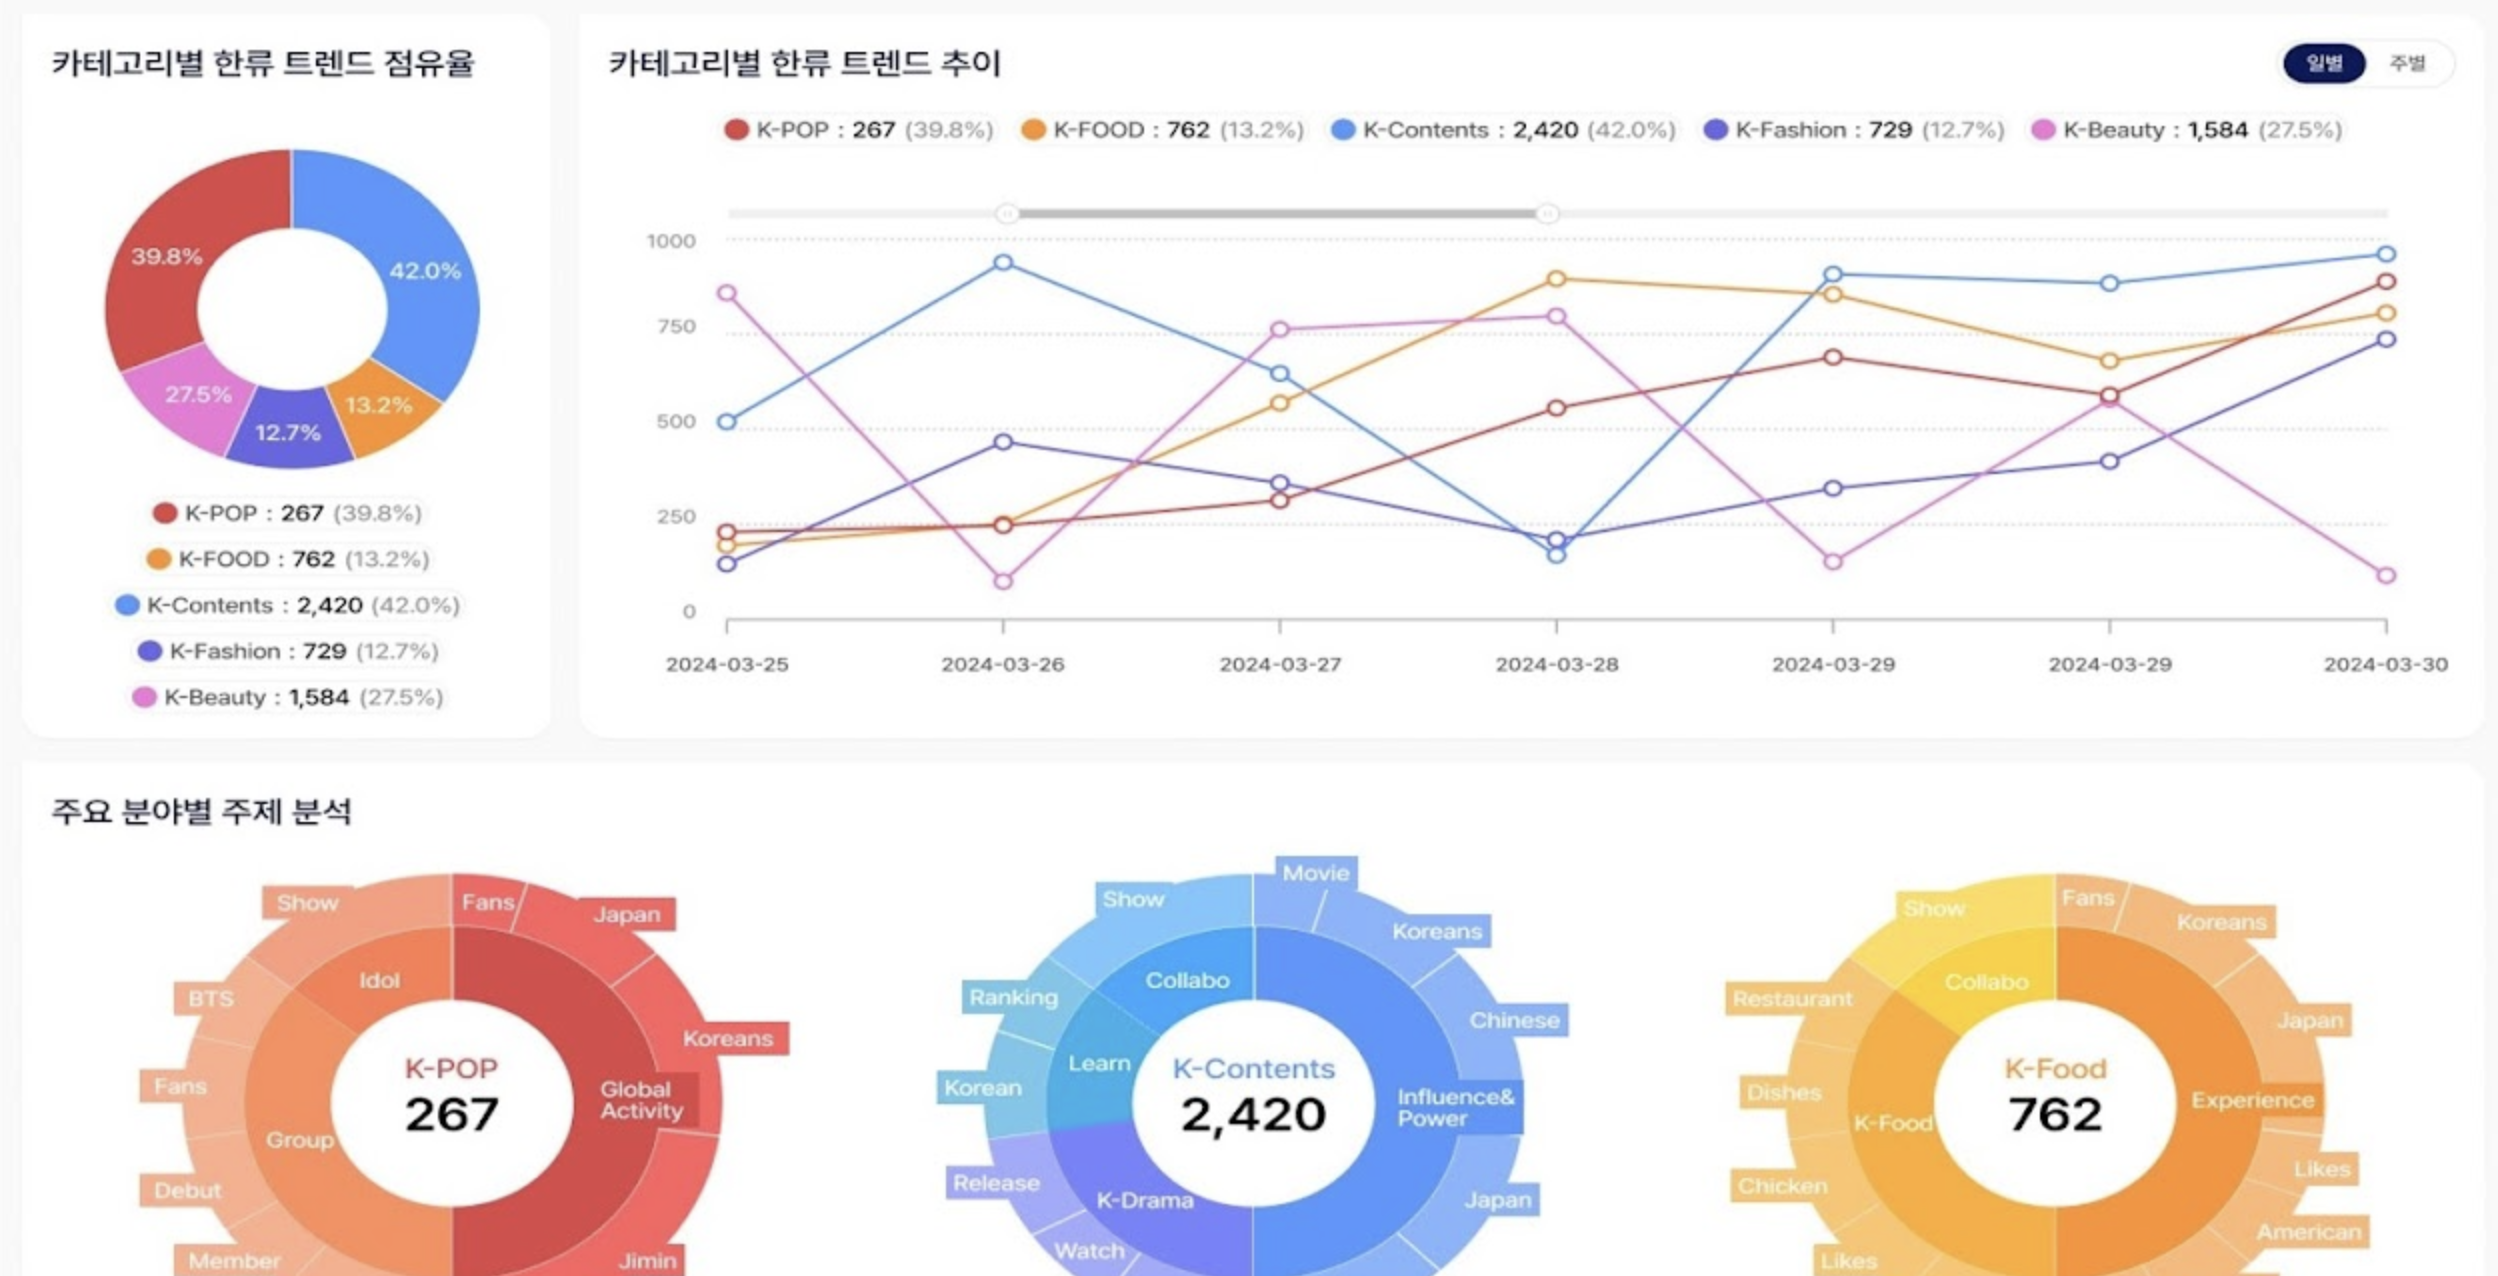 카테고리별 한류 트렌드 점유율
39.8%
42.0%
27.5%
13.2%
12.7%
K-POP : 267 (39.8%)
K-FOOD : 762 (13.2%)
K-Contents : 2,420 (42.0%)
K-Fashion : 729 (12.7%)
K-Beauty : 1,584 (27.5%)
카테고리별 한류 트렌드 추이
일별 주별
K-POP : 267 (39.8%) K-FOOD : 762 (13.2%) K-Contents : 2,420 (42.0%) K-Fashion : 729 (12.7%) K-Beauty : 1,584 (27.5%)
1000
750
500
250
0
2024-03-25 2024-03-26 2024-03-27 2024-03-28 2024-03-29 2024-03-29 2024-03-30
주요 분야별 주제 분석
Show
Fans
Japan
Idol
BTS
Koreans
K-POP
267
Fans
Global
Activity
Group
Debut
Member
Jimin
Movie
Show
Koreans
Collabo
Ranking
Chinese
Learn
K-Contents
2,420
Korean
Influence&
Power
Release
K-Drama
Japan
Watch
Show
Fans
Koreans
Collabo
Restaurant
Japan
K-Food
762
Dishes
Experience
K-Food
Likes
Chicken
American
Likes